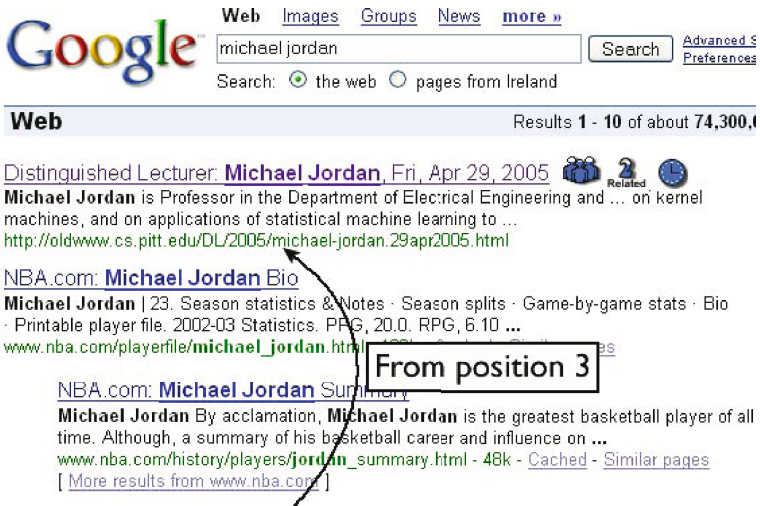 Web Images Groups News more »
Google™
michael jordan Search Advanced S
Preferences
Search: the web pages from Ireland
Web Results 1 - 10 of about 74,300,
Distinguished Lecturer: Michael Jordan, Fri, Apr 29, 2005 2 Related
Michael Jordan is Professor in the Department of Electrical Engineering and ... on kernel
machines, and on applications of statistical machine learning to ...
http://oldwww.cs.pitt.edu/DL/2005/michael-jordan.29apr2005.html
NBA.com: Michael Jordan Bio
Michael Jordan | 23. Season statistics & Notes · Season splits · Game-by-game stats · Bio
· Printable player file. 2002-03 Statistics. PPG, 20.0. RPG, 6.10 ...
www.nba.com/playerfile/michael_jordan.html
From position 3
NBA.com: Michael Jordan Summary
Michael Jordan By acclamation, Michael Jordan is the greatest basketball player of all
time. Although, a summary of his basketball career and influence on ...
www.nba.com/history/players/jordan_summary.html - 48k - Cached - Similar pages
[ More results from www.nba.com ]